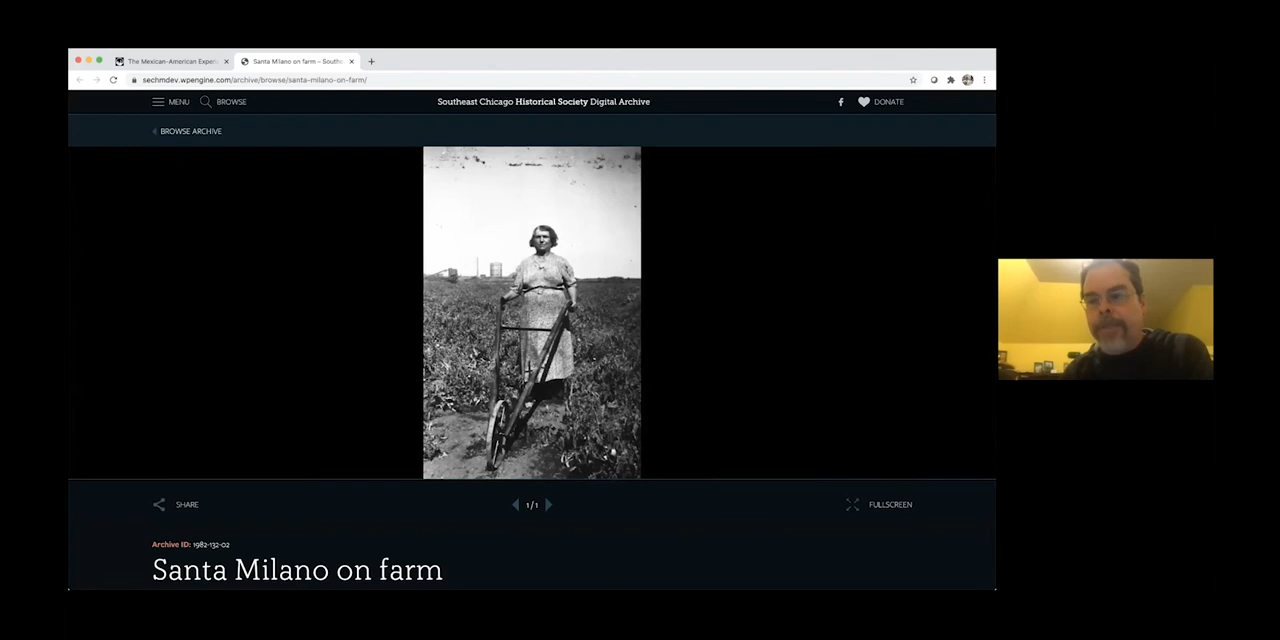 The Mexican-American Experi
Santa Milano on farm – Southe
sechmdev.wpengine.com/archive/browse/santa-milano-on-farm/
MENU BROWSE Southeast Chicago Historical Society Digital Archive DONATE
BROWSE ARCHIVE
SHARE 1/1 FULLSCREEN
Archive ID: 1982-132-02
Santa Milano on farm